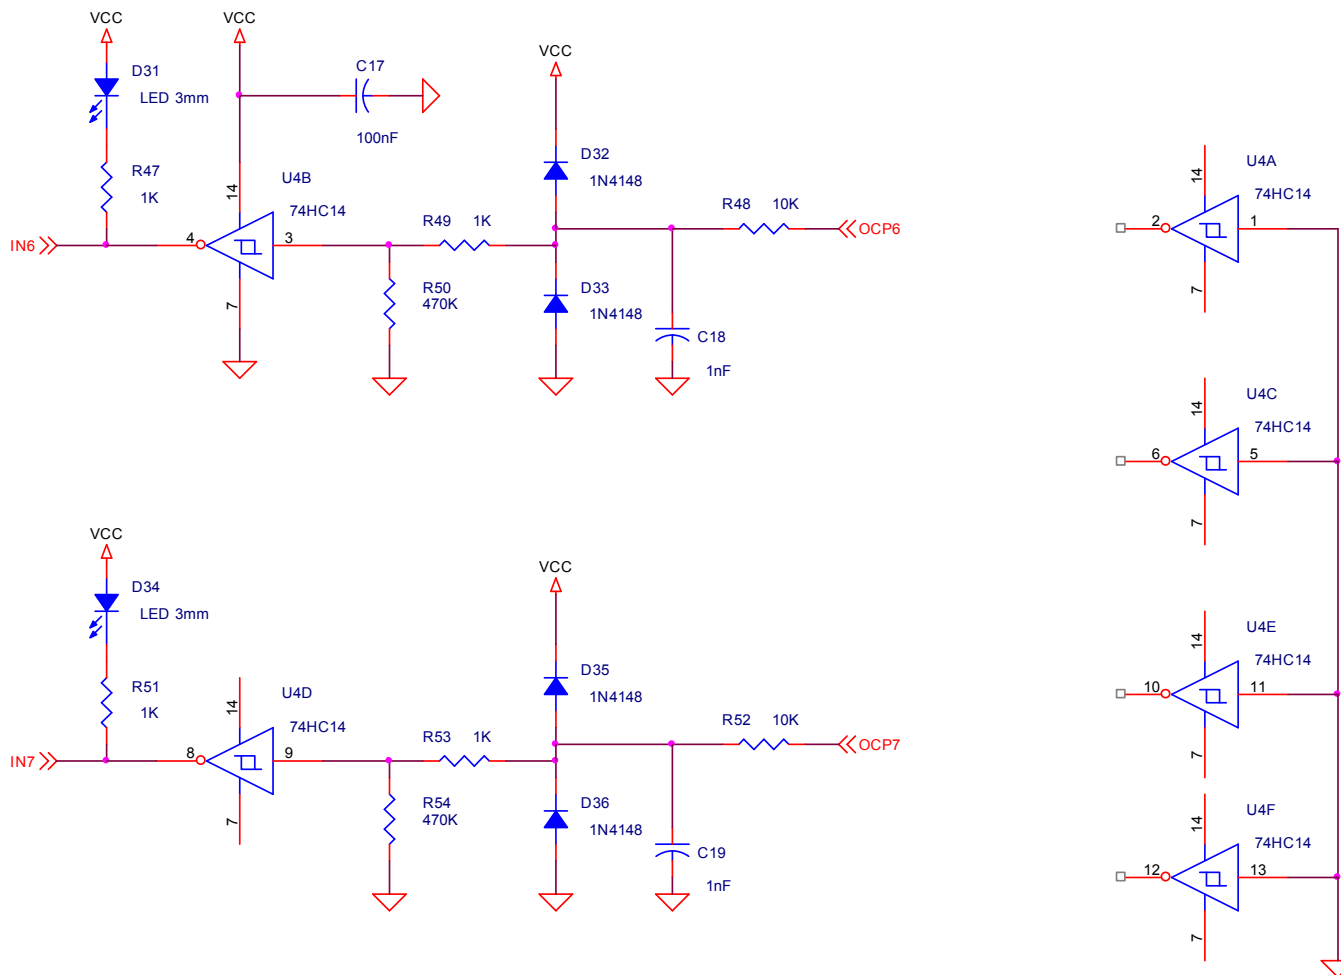 VCC
VCC
D31
LED 3mm
C17
100nF
VCC
R47
1K
14
U4B
74HC14
D32
1N4148
R49 1K
R48 10K
IN6
4
3
OCP6
7
R50
470K
D33
1N4148
C18
1nF
14
U4A
74HC14
2
1
7
14
U4C
74HC14
6
5
7
VCC
D34
LED 3mm
VCC
R51
1K
14
U4D
74HC14
D35
1N4148
R53 1K
R52 10K
IN7
8
9
OCP7
7
R54
470K
D36
1N4148
C19
1nF
14
U4E
74HC14
10
11
7
14
U4F
74HC14
12
13
7